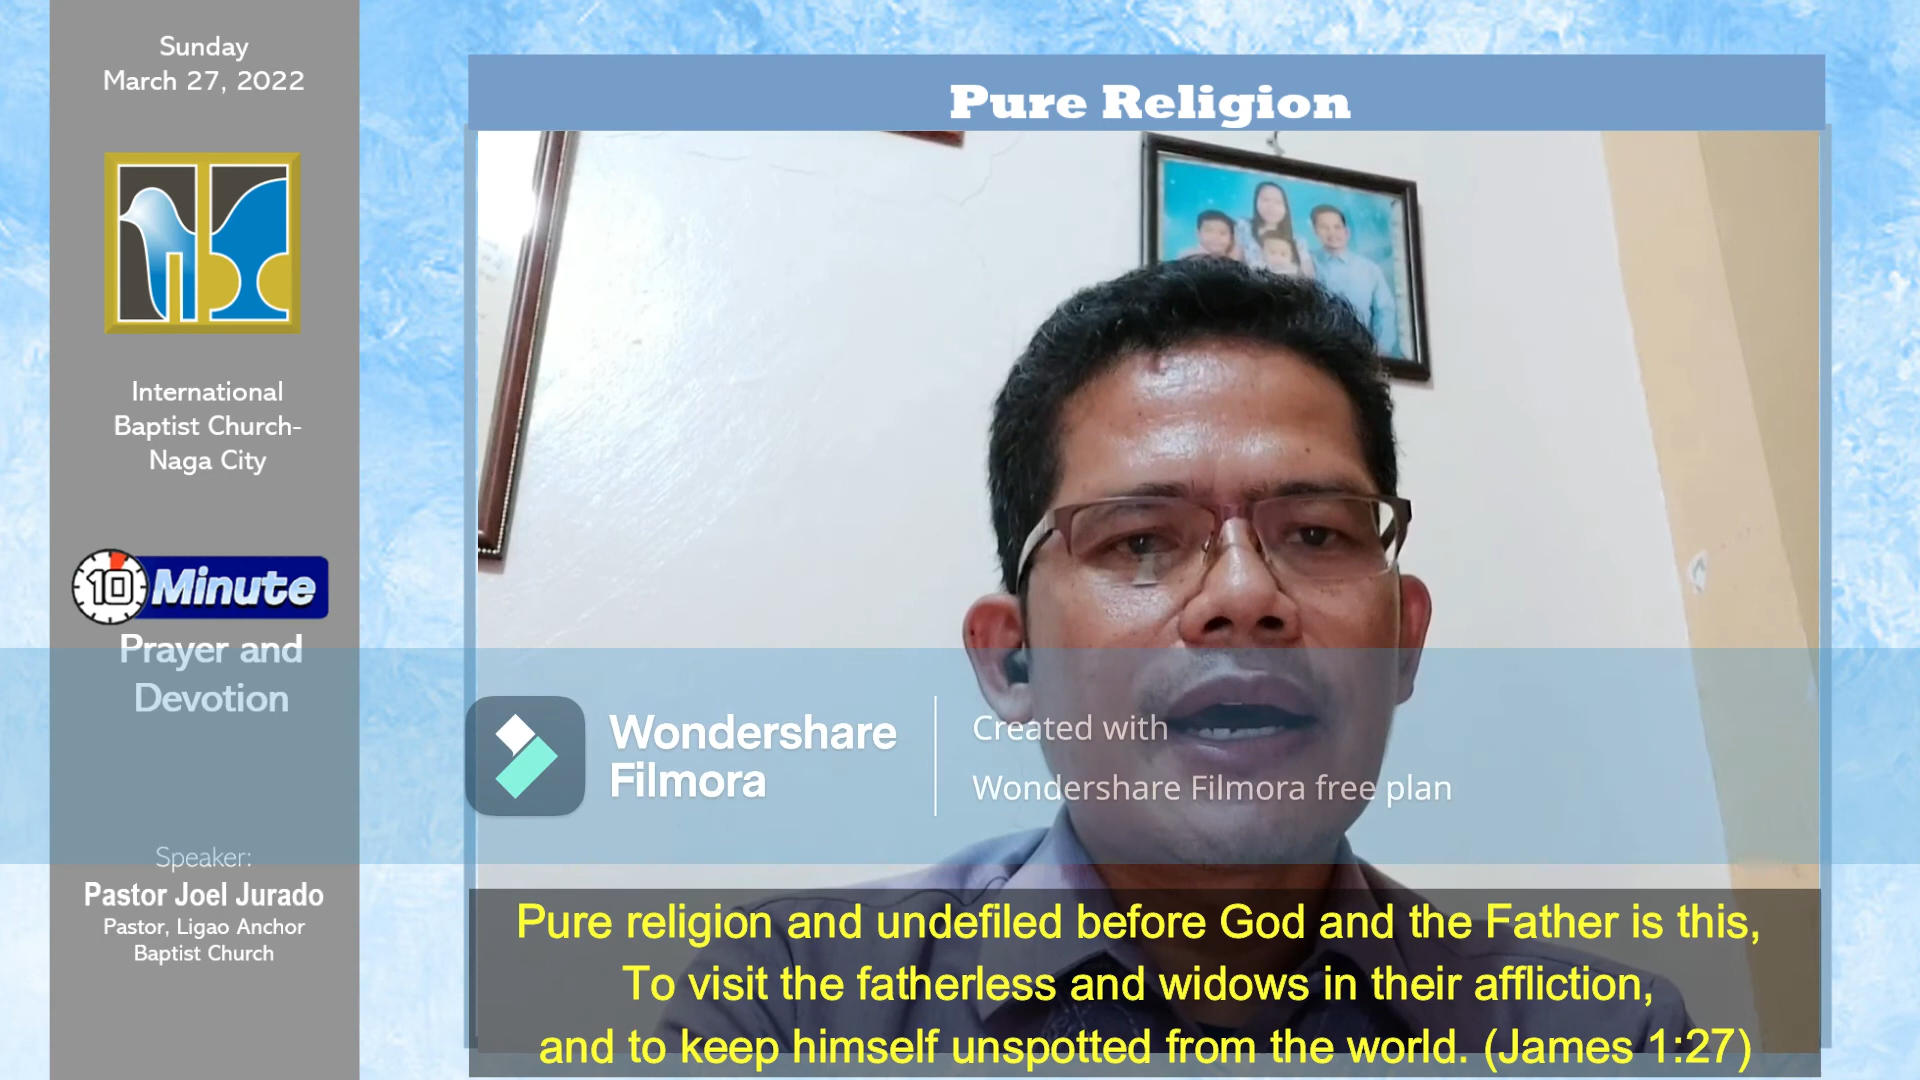 Sunday
March 27, 2022
International
Baptist Church-
Naga City
10 Minute
Prayer and
Devotion
Speaker:
Pastor Joel Jurado
Pastor, Ligao Anchor
Baptist Church
Pure Religion
Wondershare
Filmora
Created with
Wondershare Filmora free plan
Pure religion and undefiled before God and the Father is this,
To visit the fatherless and widows in their affliction,
and to keep himself unspotted from the world. (James 1:27)